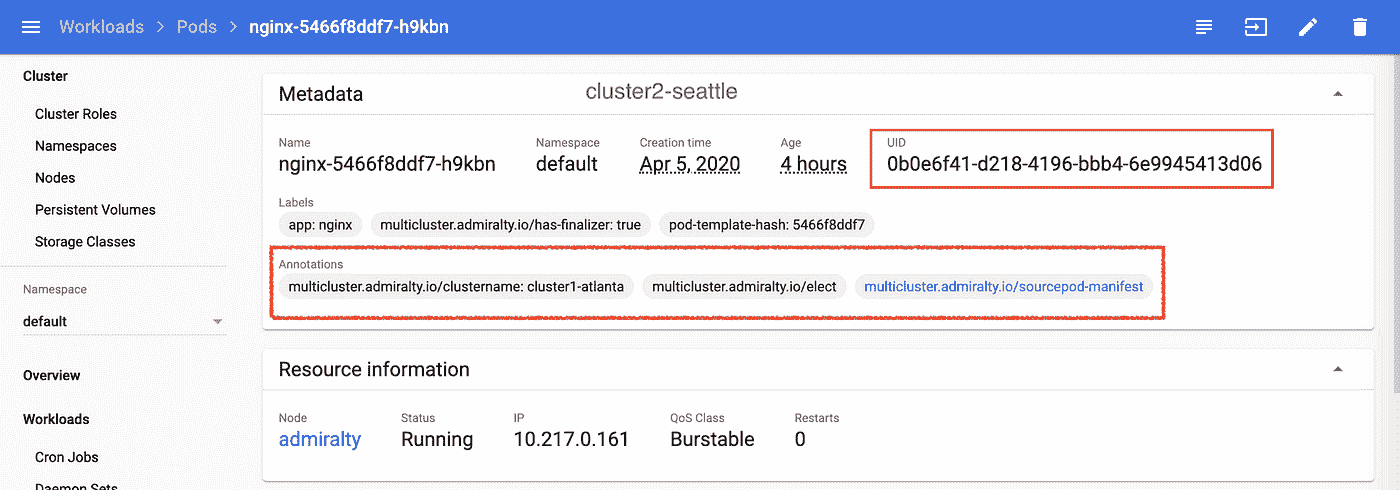 Workloads > Pods > nginx-5466f8ddf7-h9kbn
Cluster
Cluster Roles
Namespaces
Nodes
Persistent Volumes
Storage Classes
Namespace
default
Overview
Workloads
Cron Jobs
Daemon Sets
Metadata
cluster2-seattle
Name
nginx-5466f8ddf7-h9kbn
Namespace
default
Creation time
Apr 5, 2020
Age
4 hours
UID
0b0e6f41-d218-4196-bbb4-6e9945413d06
Labels
app: nginx
multicluster.admiralty.io/has-finalizer: true
pod-template-hash: 5466f8ddf7
Annotations
multicluster.admiralty.io/clustername: cluster1-atlanta
multicluster.admiralty.io/elect
multicluster.admiralty.io/sourcepod-manifest
Resource information
Node
admiralty
Status
Running
IP
10.217.0.161
QoS Class
Burstable
Restarts
0